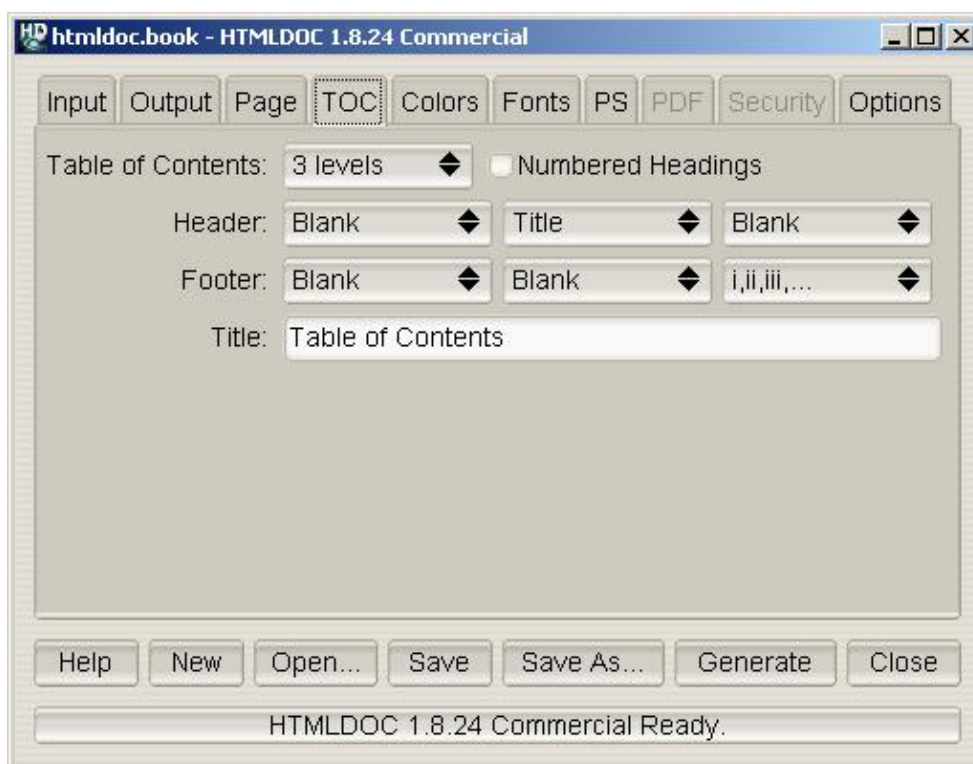 HD htmldoc.book - HTMLDOC 1.8.24 Commercial
Input Output Page TOC Colors Fonts PS PDF Security Options
Table of Contents: 3 levels Numbered Headings
Header: Blank Title Blank
Footer: Blank Blank i,ii,iii,...
Title: Table of Contents
Help New Open... Save Save As... Generate Close
HTMLDOC 1.8.24 Commercial Ready.